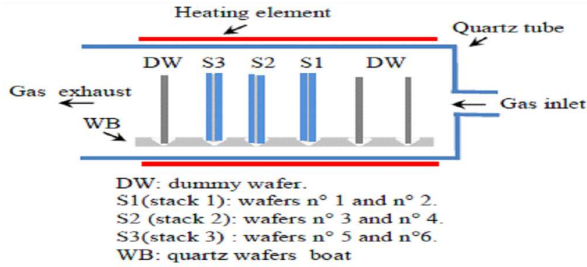 Heating element
Quartz tube
DW S3 S2 S1 DW
Gas exhaust
Gas inlet
WB
DW: dummy wafer.
S1(stack 1): wafers n° 1 and n° 2.
S2 (stack 2): wafers n° 3 and n° 4.
S3(stack 3) : wafers n° 5 and n°6.
WB: quartz wafers boat